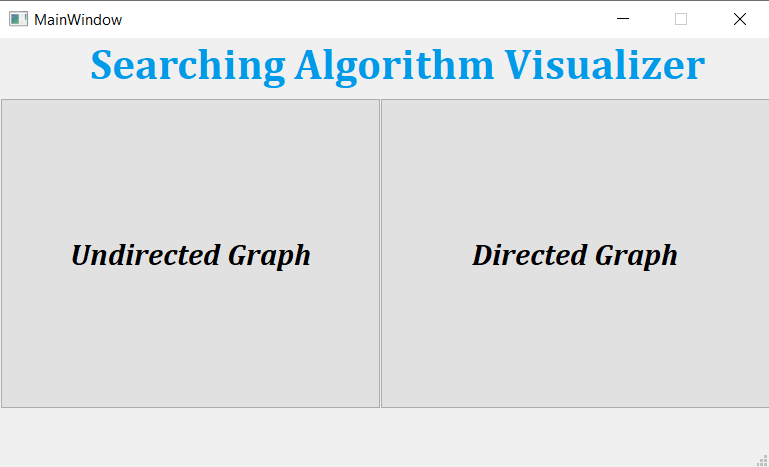 MainWindow
Searching Algorithm Visualizer
Undirected Graph
Directed Graph